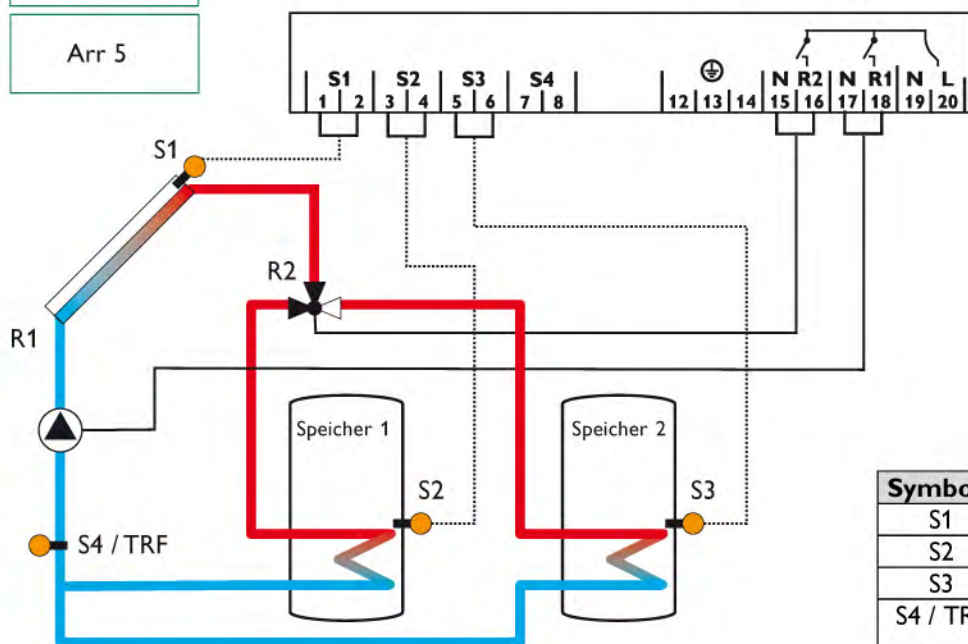 Arr 5
S1 S2 S3 S4 N R2 N R1 N L
1 2 3 4 5 6 7 8 12 13 14 15 16 17 18 19 20
S1
R2
R1
Speicher 1
Speicher 2
S2
S3
S4 / TRF
S1
S2
S3